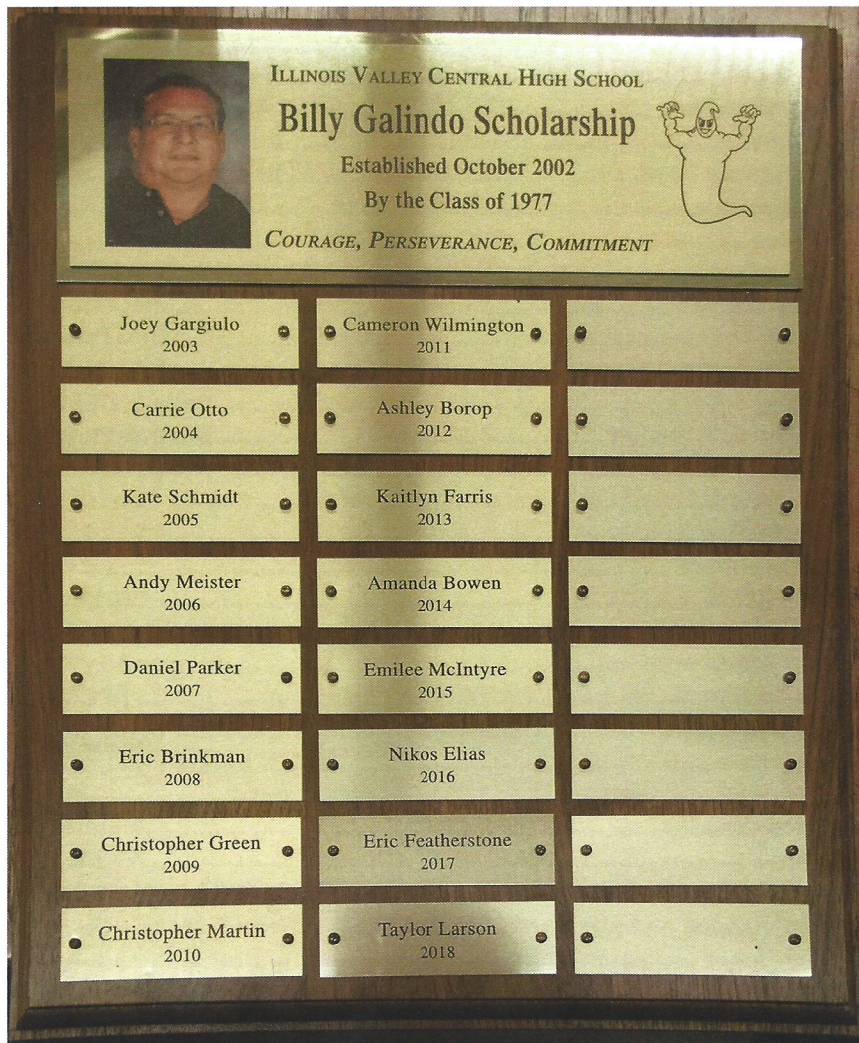 ILLINOIS VALLEY CENTRAL HIGH SCHOOL
Billy Galindo Scholarship
Established October 2002
By the Class of 1977
COURAGE, PERSEVERANCE, COMMITMENT
Joey Gargiulo
2003
Carrie Otto
2004
Kate Schmidt
2005
Andy Meister
2006
Daniel Parker
2007
Eric Brinkman
2008
Christopher Green
2009
Christopher Martin
2010
Cameron Wilmington
2011
Ashley Borop
2012
Kaitlyn Farris
2013
Amanda Bowen
2014
Emilee McIntyre
2015
Nikos Elias
2016
Eric Featherstone
2017
Taylor Larson
2018